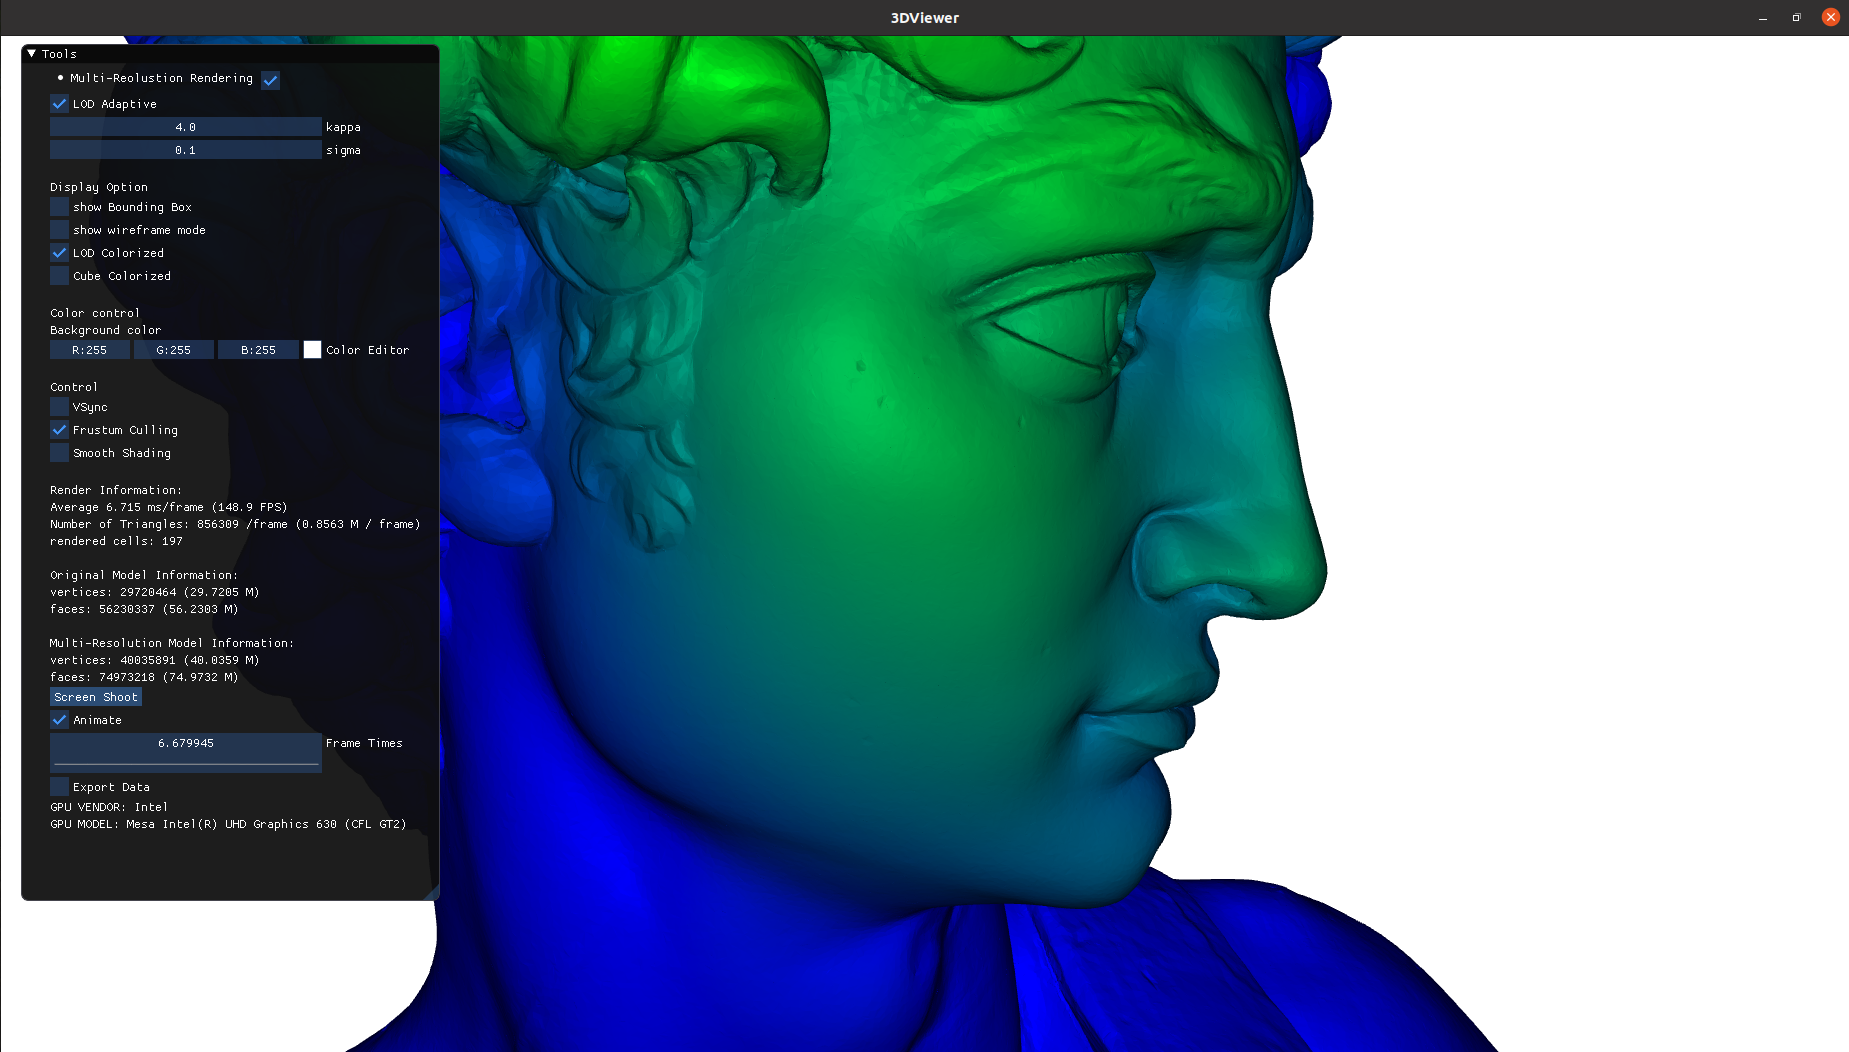 3DViewer
Tools
Multi-Reolustion Rendering
LOD Adaptive
4.0 kappa
0.1 sigma
Display Option
show Bounding Box
show wireframe mode
LOD Colorized
Cube Colorized
Color control
Background color
R:255 G:255 B:255 Color Editor
Control
VSync
Frustum Culling
Smooth Shading
Render Information:
Average 6.715 ms/frame (148.9 FPS)
Number of Triangles: 856309 /frame (0.8563 M / frame)
rendered cells: 197
Original Model Information:
vertices: 29720464 (29.7205 M)
faces: 56230337 (56.2303 M)
Multi-Resolution Model Information:
vertices: 40035891 (40.0359 M)
faces: 74973218 (74.9732 M)
Screen Shoot
Animate
6.679945 Frame Times
Export Data
GPU VENDOR: Intel
GPU MODEL: Mesa Intel(R) UHD Graphics 630 (CFL GT2)